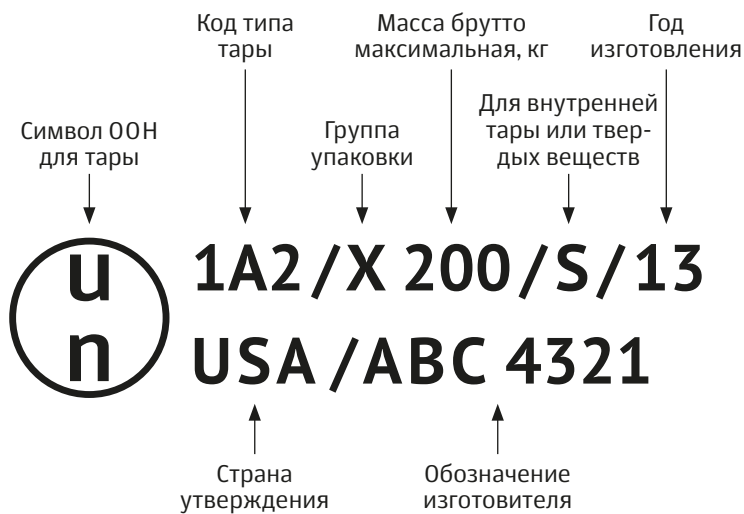 Код типа
тары
Масса брутто
максимальная, кг
Год
изготовления
Символ ООН
для тары
Группа
упаковки
Для внутренней
тары или твер-
дых веществ
u
n
1A2/X 200/S/13
USA/ABC 4321
Страна
утверждения
Обозначение
изготовителя